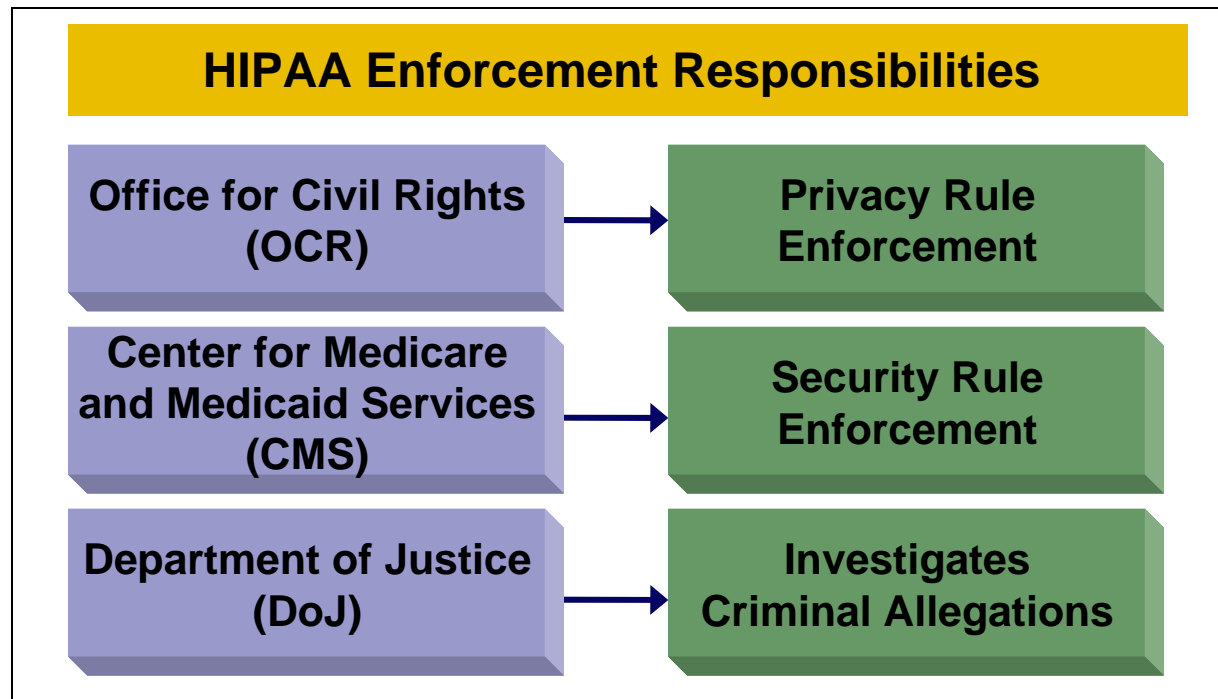 HIPAA Enforcement Responsibilities
Office for Civil Rights
(OCR)
Privacy Rule
Enforcement
Center for Medicare
and Medicaid Services
(CMS)
Security Rule
Enforcement
Department of Justice
(DoJ)
Investigates
Criminal Allegations